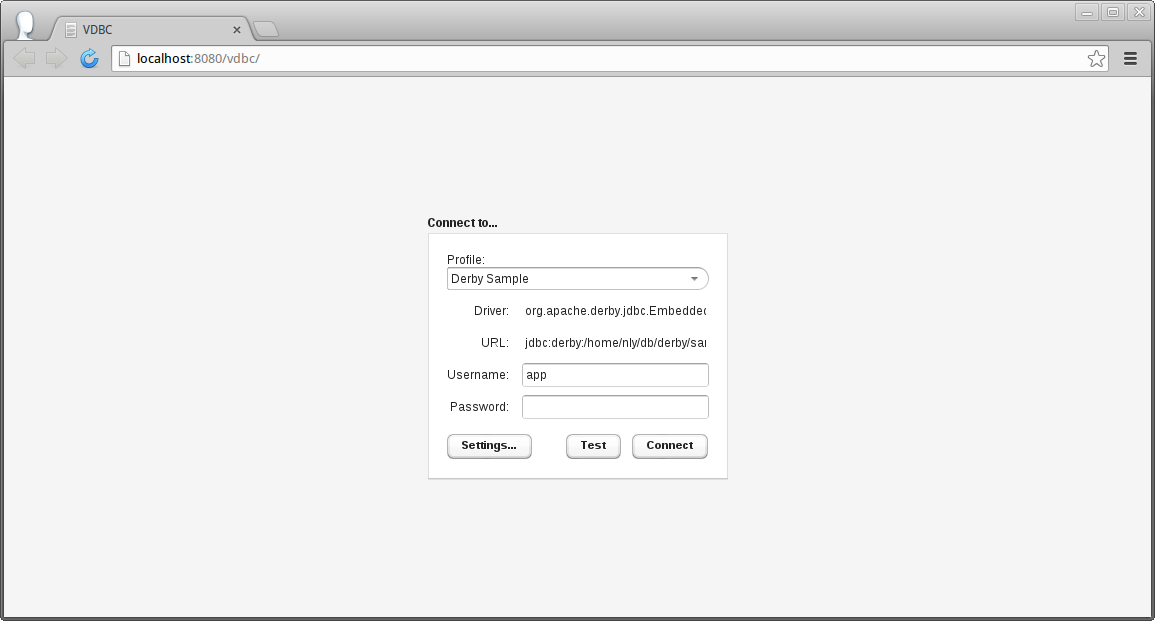 VDBC
localhost:8080/vdbc/
Connect to...
Profile:
Derby Sample
Driver: org.apache.derby.jdbc.Embedded
URL: jdbc:derby:/home/nly/db/derby/sa
Username: app
Password:
Settings... Test Connect